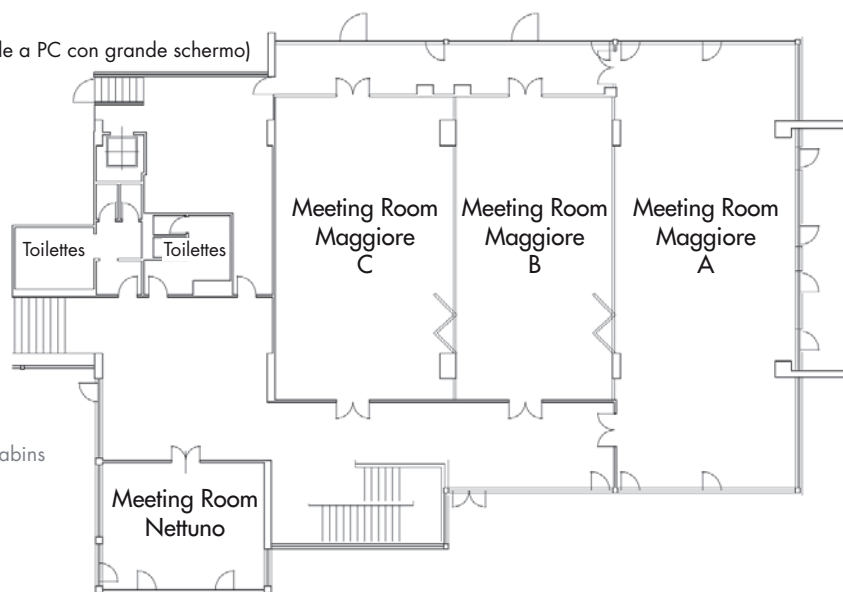 le a PC con grande schermo)
Meeting Room
Maggiore
C
Meeting Room
Maggiore
B
Meeting Room
Maggiore
A
Toilettes
Toilettes
abins
Meeting Room
Nettuno